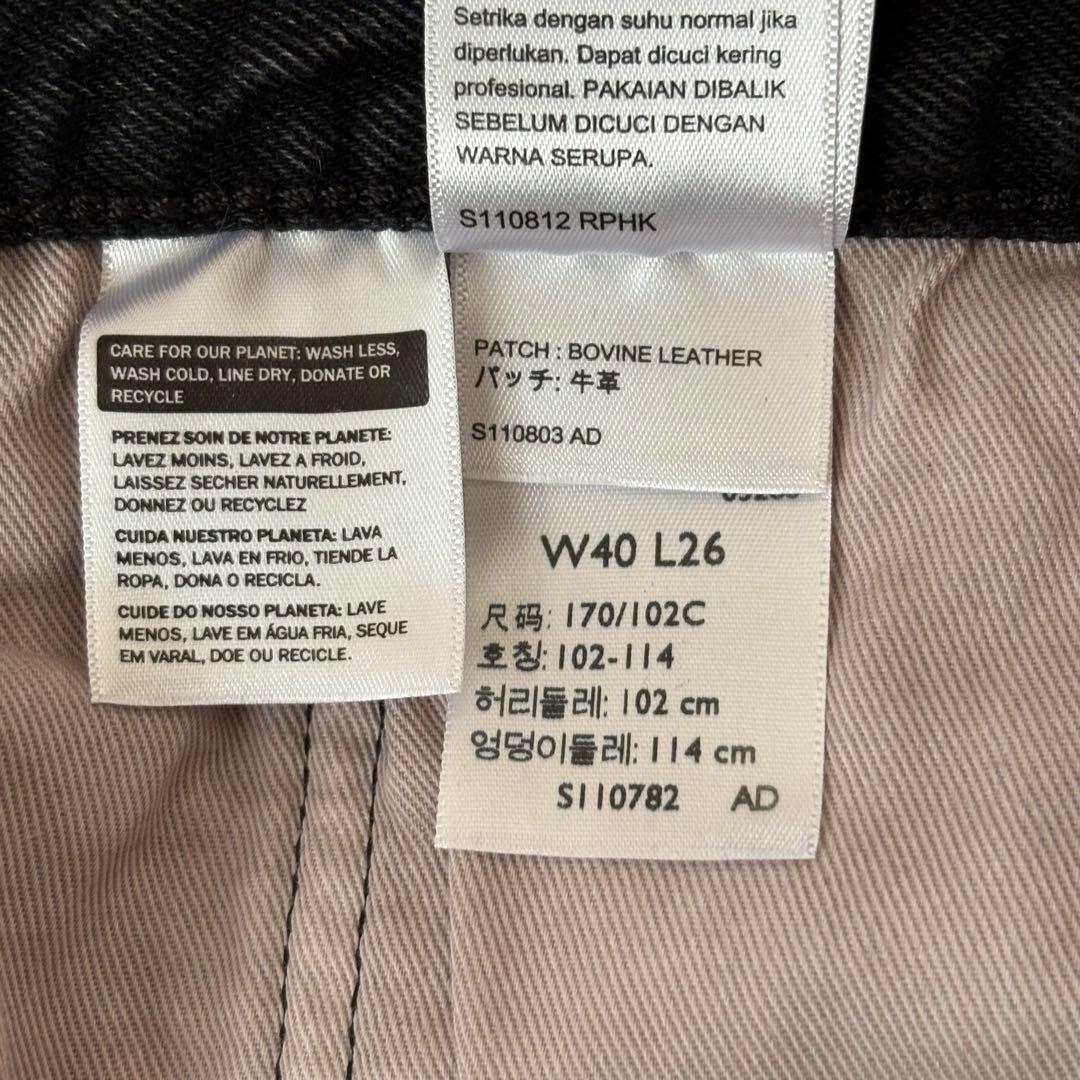 Setrika dengan suhu normal jika
diperlukan. Dapat dicuci kering
profesional. PAKAIAN DIBALIK
SEBELUM DICUCI DENGAN
WARNA SERUPA.
S110812 RPHK
CARE FOR OUR PLANET: WASH LESS,
WASH COLD, LINE DRY, DONATE OR
RECYCLE
PRENEZ SOIN DE NOTRE PLANETE:
LAVEZ MOINS, LAVEZ A FROID,
LAISSEZ SECHER NATURELLEMENT,
DONNEZ OU RECYCLEZ
CUIDA NUESTRO PLANETA: LAVA
MENOS, LAVA EN FRIO, TIENDE LA
ROPA, DONA O RECICLA.
CUIDE DO NOSSO PLANETA: LAVE
MENOS, LAVE EM ÁGUA FRIA, SEQUE
EM VARAL, DOE OU RECICLE.
PATCH : BOVINE LEATHER
パッチ: 牛革
S110803 AD
W40 L26
尺码: 170/102C
호칭: 102-114
허리둘레: 102 cm
엉덩이둘레: 114 cm
S110782 AD